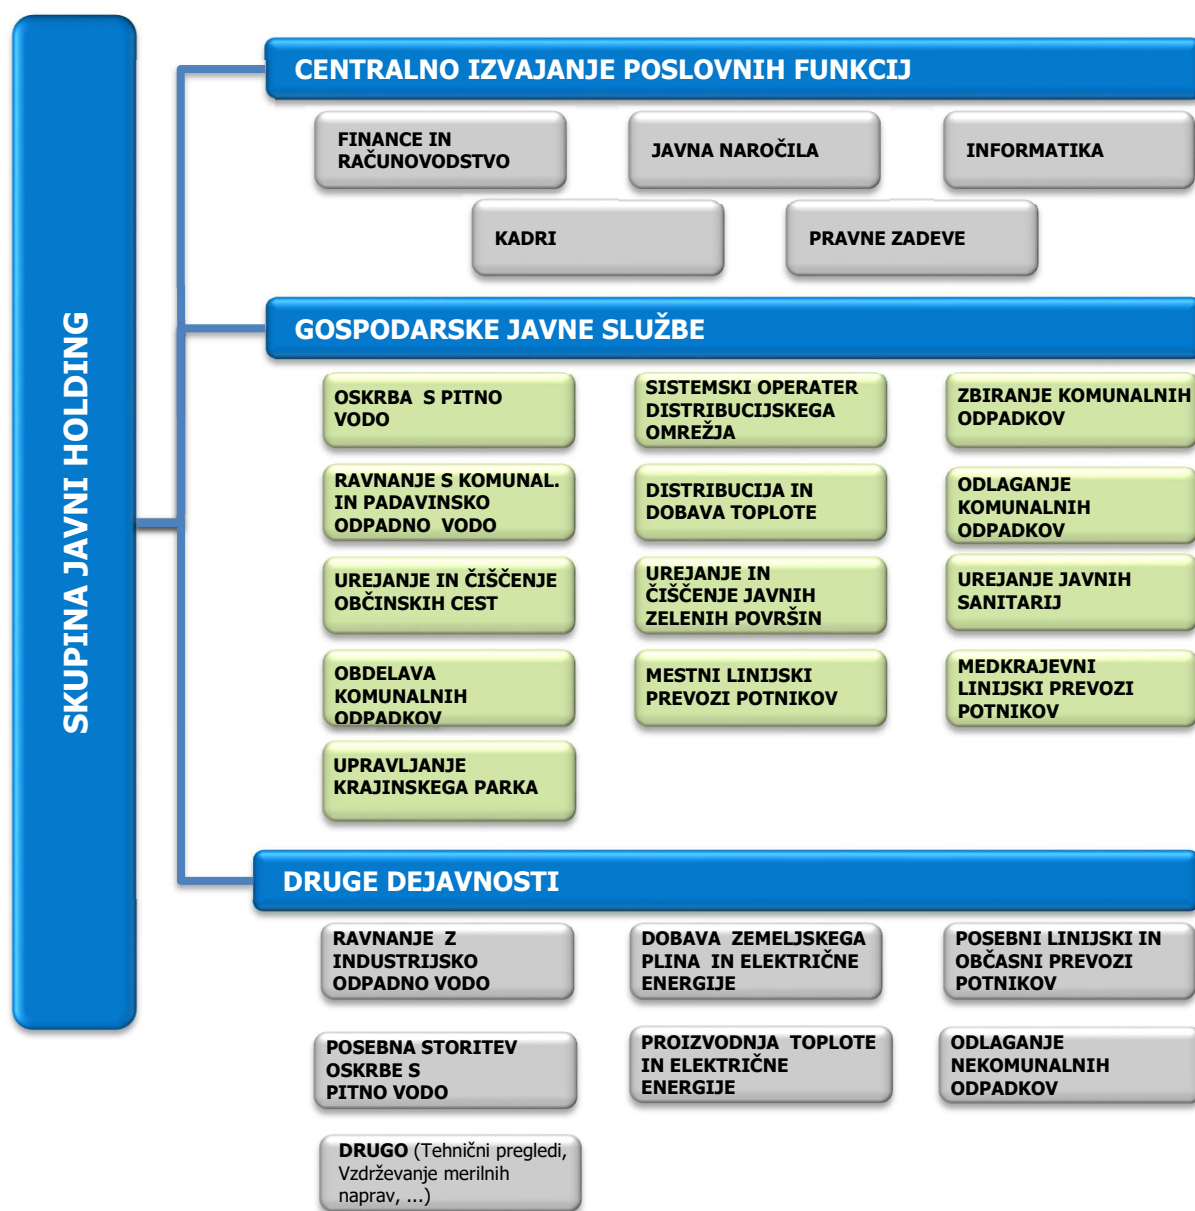 SKUPINA JAVNI HOLDING
CENTRALNO IZVAJANJE POSLOVNIH FUNKCIJ
FINANCE IN
RAČUNOVODSTVO
JAVNA NAROČILA
INFORMATIKA
KADRI
PRAVNE ZADEVE
GOSPODARSKE JAVNE SLUŽBE
OSKRBA S PITNO
VODO
SISTEMSKI OPERATER
DISTRIBUCIJSKEGA
OMREŽJA
ZBIRANJE KOMUNALNIH
ODPADKOV
RAVNANJE S KOMUNAL.
IN PADAVINSKO
ODPADNO VODO
DISTRIBUCIJA IN
DOBAVA TOPLOTE
ODLAGANJE
KOMUNALNIH
ODPADKOV
UREJANJE IN ČIŠČENJE
OBČINSKIH CEST
UREJANJE IN
ČIŠČENJE JAVNIH
ZELENIH POVRŠIN
UREJANJE JAVNIH
SANITARIJ
OBDELAVA
KOMUNALNIH
ODPADKOV
MESTNI LINIJSKI
PREVOZI POTNIKOV
MEDKRAJEVNI
LINIJSKI PREVOZI
POTNIKOV
UPRAVLJANJE
KRAJINSKEGA PARKA
DRUGE DEJAVNOSTI
RAVNANJE Z
INDUSTRIJSKO
ODPADNO VODO
DOBAVA ZEMELJSKEGA
PLINA IN ELEKTRIČNE
ENERGIJE
POSEBNI LINIJSKI IN
OBČASNI PREVOZI
POTNIKOV
POSEBNA STORITEV
OSKRBE S
PITNO VODO
PROIZVODNJA TOPLOTE
IN ELEKTRIČNE
ENERGIJE
ODLAGANJE
NEKOMUNALNIH
ODPADKOV
DRUGO (Tehnični pregledi,
Vzdrževanje merilnih
naprav, ...)